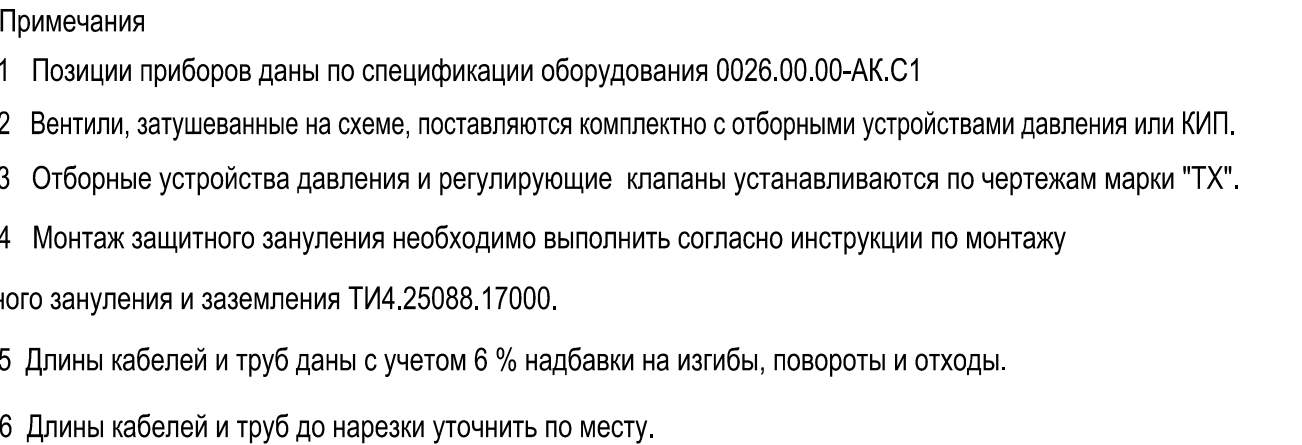 Примечания
1 Позиции приборов даны по спецификации оборудования 0026.00.00-АК.С1
2 Вентили, затушеванные на схеме, поставляются комплектно с отборными устройствами давления или КИП.
3 Отборные устройства давления и регулирующие клапаны устанавливаются по чертежам марки "ТХ".
4 Монтаж защитного зануления необходимо выполнить согласно инструкции по монтажу
ного зануления и заземления ТИ4.25088.17000.
5 Длины кабелей и труб даны с учетом 6 % надбавки на изгибы, повороты и отходы.
6 Длины кабелей и труб до нарезки уточнить по месту.